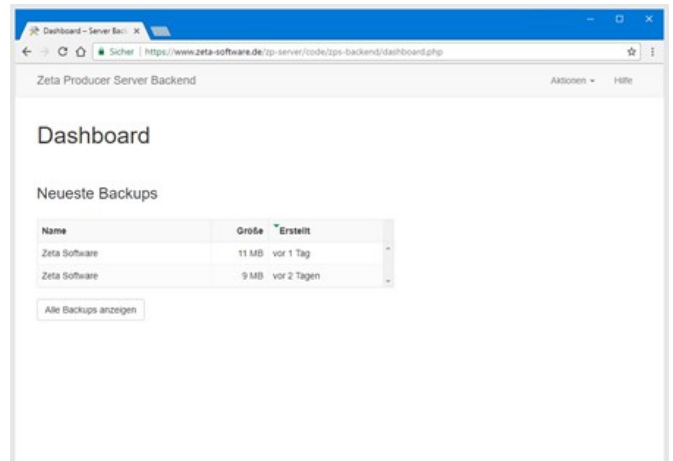 Dashboard – Server Back
Sicher | https://www.zeta-software.de/zp-server/code/zps-backend/dashboard.php
Zeta Producer Server Backend Aktionen Hilfe
Dashboard
Neueste Backups
Name Größe Erstellt
Zeta Software 11 MB vor 1 Tag
Zeta Software 9 MB vor 2 Tagen
Alle Backups anzeigen